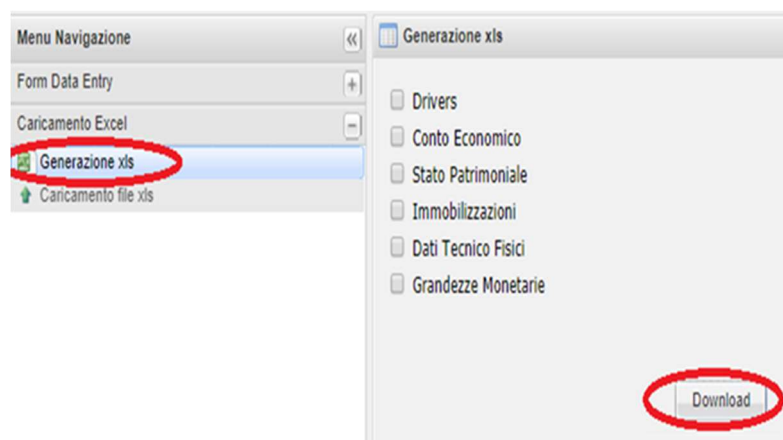 Menu Navigazione
Form Data Entry
Caricamento Excel
Generazione xls
Caricamento file xls
Generazione xls
Drivers
Conto Economico
Stato Patrimoniale
Immobilizzazioni
Dati Tecnico Fisici
Grandezze Monetarie
Download